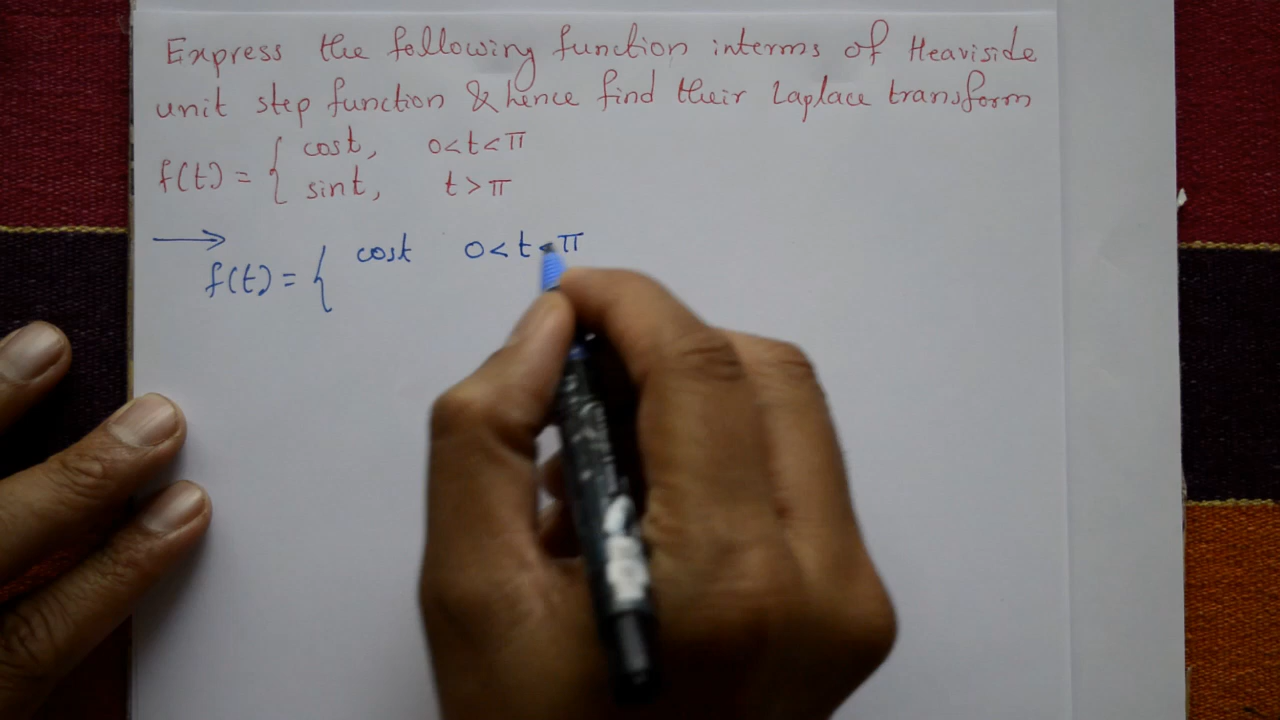 Express the following function interms of Heaviside
unit step function & hence find their Laplace transform
f(t) = { cost, 0<t<π
sint, t>π
→
f(t) = { cost 0<t<π